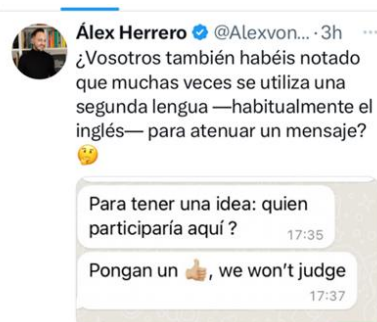 Álex Herrero @Alexvon... · 3h ...
¿Vosotros también habéis notado
que muchas veces se utiliza una
segunda lengua —habitualmente el
inglés— para atenuar un mensaje?
🤔
Para tener una idea: quien
participaría aquí ?
17:35
Pongan un 👍🏼, we won't judge
17:37